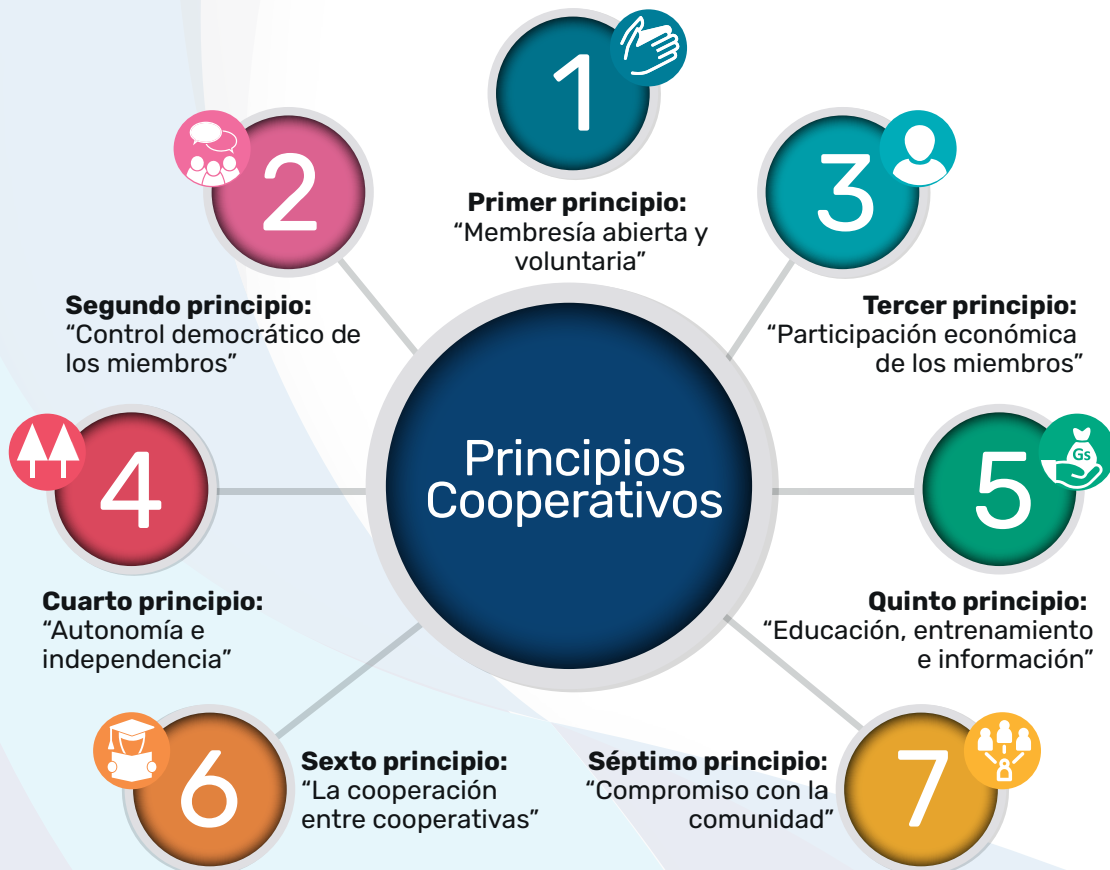 1
Primer principio:
“Membresía abierta y
voluntaria”
2
Segundo principio:
“Control democrático de
los miembros”
3
Tercer principio:
“Participación económica
de los miembros”
Principios
Cooperativos
4
Cuarto principio:
“Autonomía e
independencia”
5
Gs
Quinto principio:
“Educación, entrenamiento
e información”
6
Sexto principio:
“La cooperación
entre cooperativas”
7
Séptimo principio:
“Compromiso con la
comunidad”